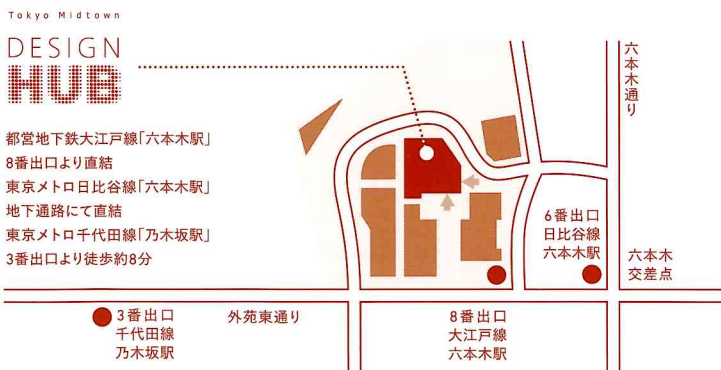 Tokyo Midtown
DESIGN
HUB
都営地下鉄大江戸線「六本木駅」
8番出口より直結
東京メトロ日比谷線「六本木駅」
地下通路にて直結
東京メトロ千代田線「乃木坂駅」
3番出口より徒歩約8分
六本木通り
6番出口
日比谷線
六本木駅
六本木
交差点
3番出口
千代田線
乃木坂駅
外苑東通り
8番出口
大江戸線
六本木駅